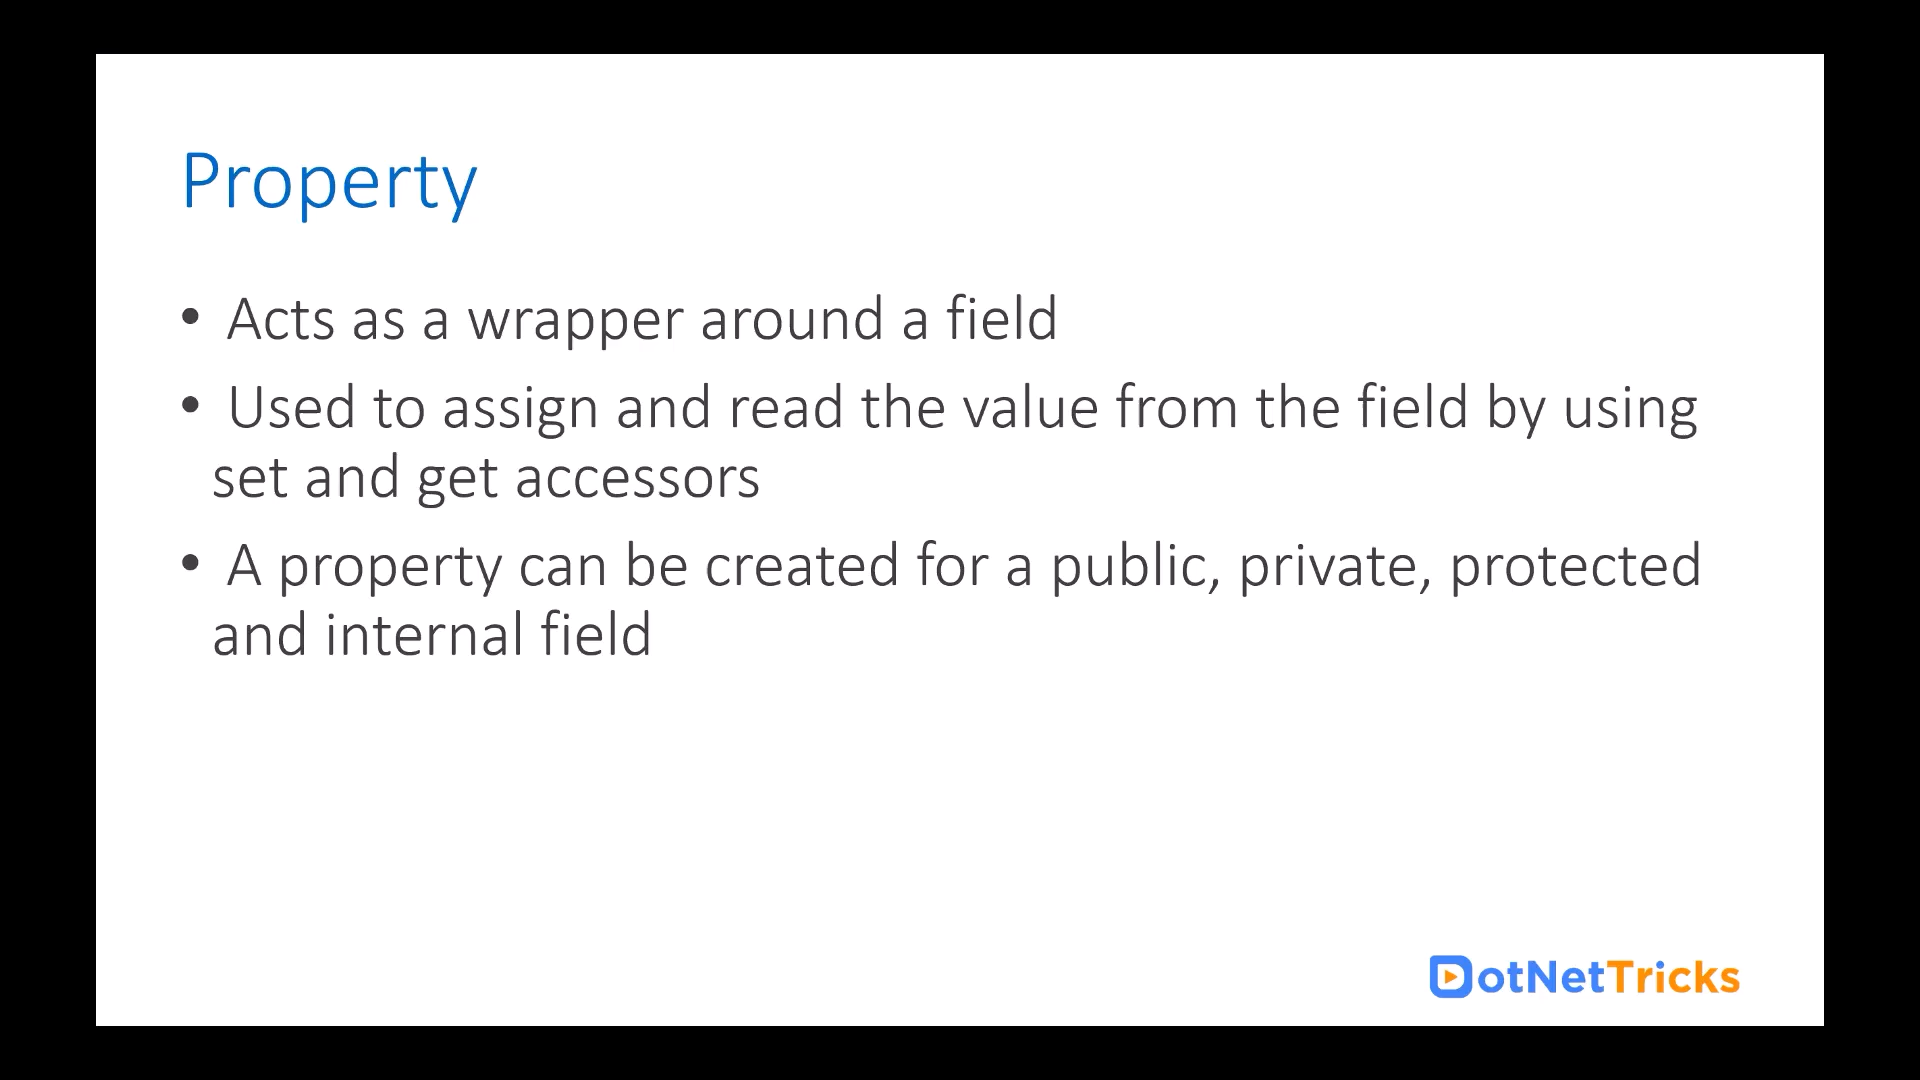 Property
• Acts as a wrapper around a field
• Used to assign and read the value from the field by using
set and get accessors
• A property can be created for a public, private, protected
and internal field
DotNetTricks